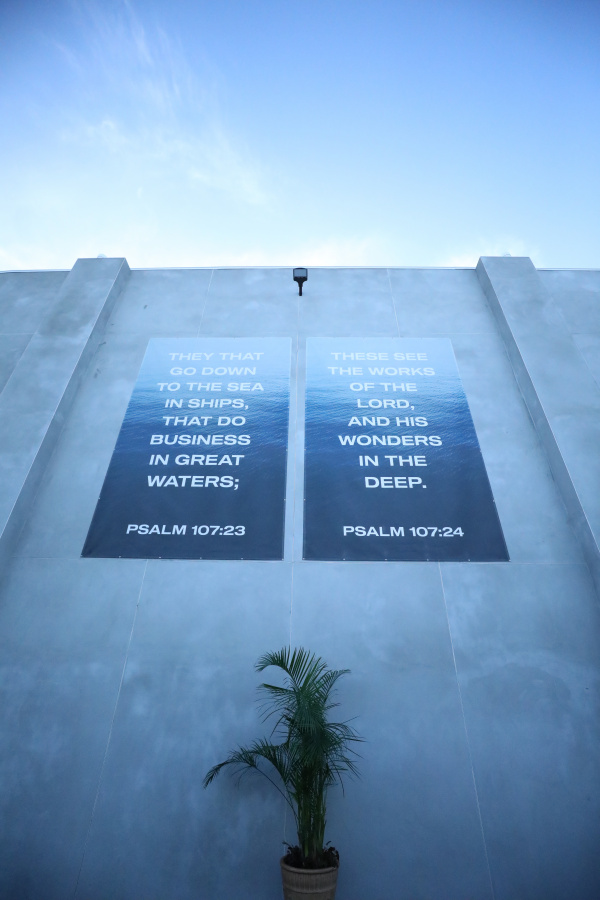 THEY THAT
GO DOWN
TO THE SEA
IN SHIPS,
THAT DO
BUSINESS
IN GREAT
WATERS;
PSALM 107:23
THESE SEE
THE WORKS
OF THE
LORD,
AND HIS
WONDERS
IN THE
DEEP.
PSALM 107:24